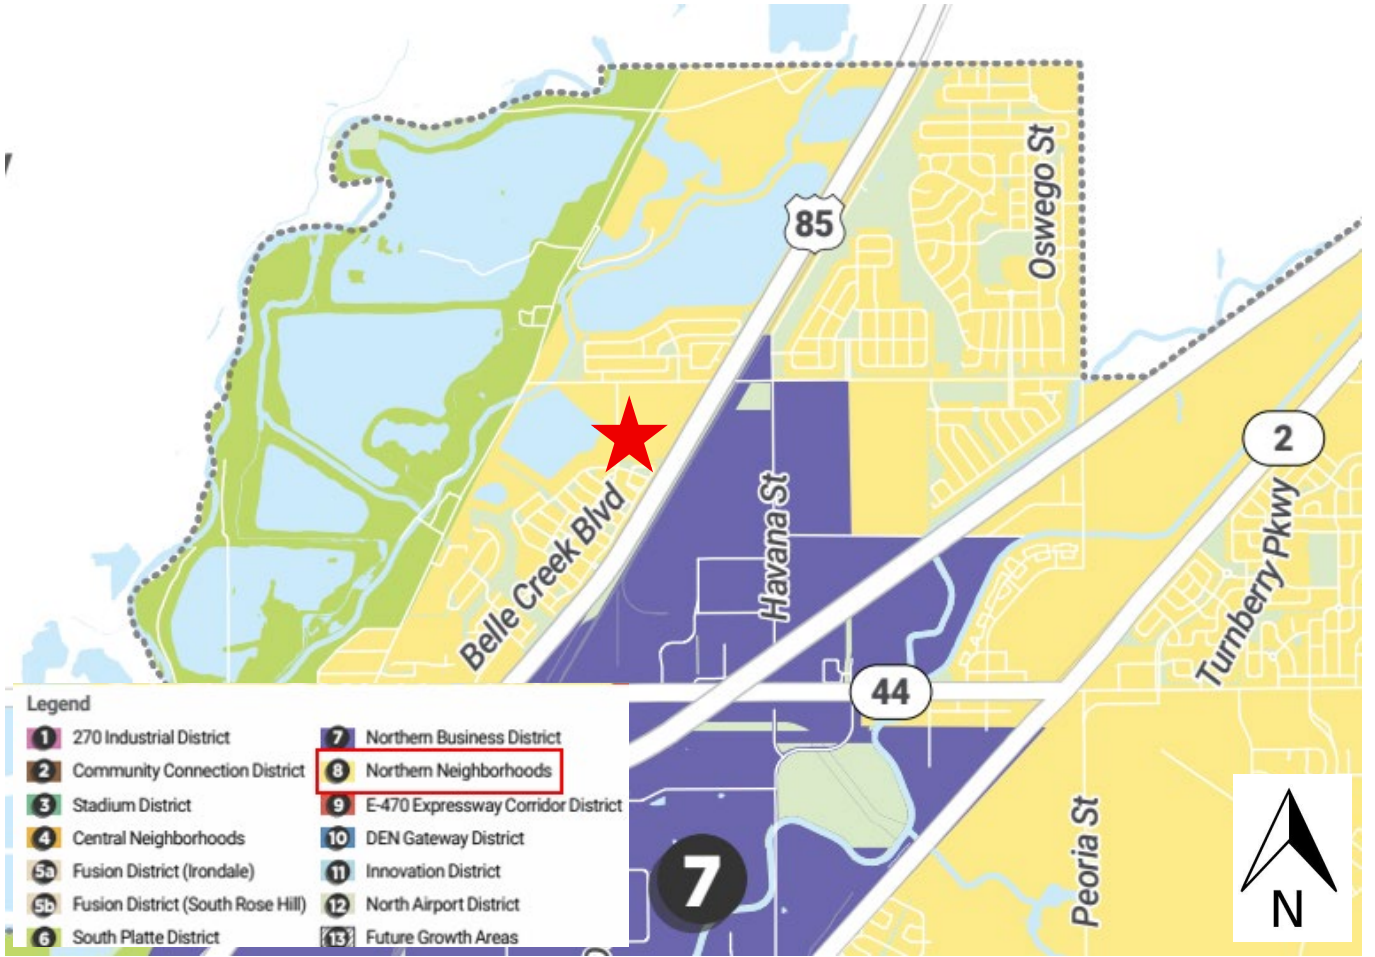 85
Oswego St
2
Turnberry Pkwy
Havana St
Belle Creek Blvd
44
Peoria St
7
N
Legend
1 270 Industrial District
2 Community Connection District
3 Stadium District
4 Central Neighborhoods
5a Fusion District (Irondale)
5b Fusion District (South Rose Hill)
6 South Platte District
7 Northern Business District
8 Northern Neighborhoods
9 E-470 Expressway Corridor District
10 DEN Gateway District
11 Innovation District
12 North Airport District
13 Future Growth Areas